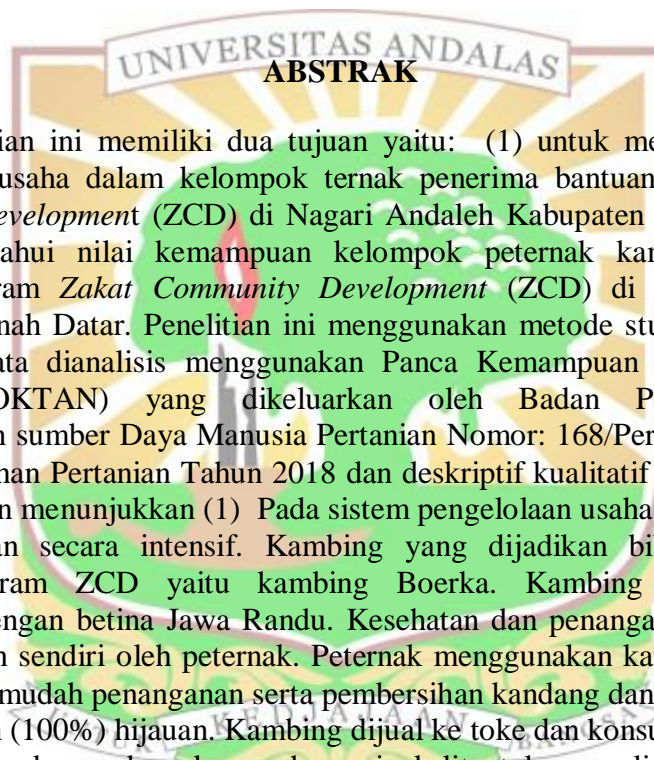 UNIVERSITAS ANDALAS
ABSTRAK
ian ini memiliki dua tujuan yaitu: (1) untuk me
usaha dalam kelompok ternak penerima bantuan
evelopment (ZCD) di Nagari Andaleh Kabupaten
ahui nilai kemampuan kelompok peternak kan
ram Zakat Community Development (ZCD) di
nah Datar. Penelitian ini menggunakan metode stu
ata dianalisis menggunakan Panca Kemampuan
OKTAN) yang dikeluarkan oleh Badan P
n sumber Daya Manusia Pertanian Nomor: 168/Per
nan Pertanian Tahun 2018 dan deskriptif kualitatif
n menunjukkan (1) Pada sistem pengelolaan usaha
an secara intensif. Kambing yang dijadikan bi
ram ZCD yaitu kambing Boerka. Kambing
engan betina Jawa Randu. Kesehatan dan penanga
n sendiri oleh peternak. Peternak menggunakan ka
mudah penanganan serta pembersihan kandang dan
n (100%) hijauan. Kambing dijual ke toke dan konsu
KEDJAJAAN BANGSA